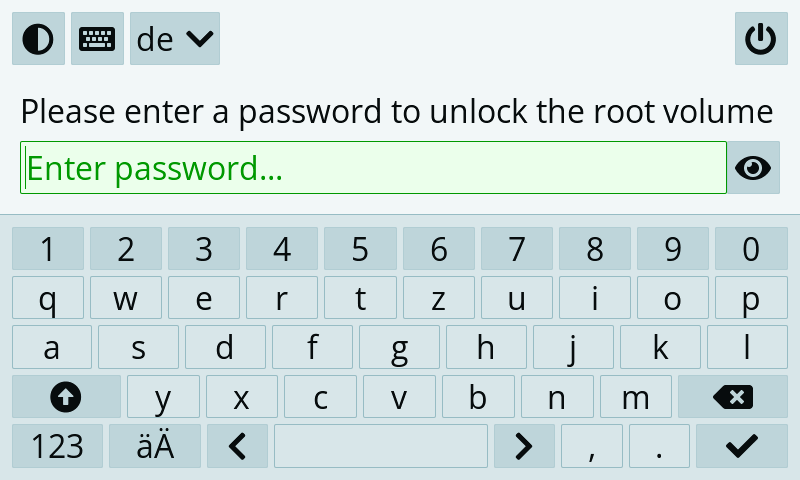 de
Please enter a password to unlock the root volume
Enter password...
1 2 3 4 5 6 7 8 9 0
q w e r t z u i o p
a s d f g h j k l
y x c v b n m
123 äÄ , .